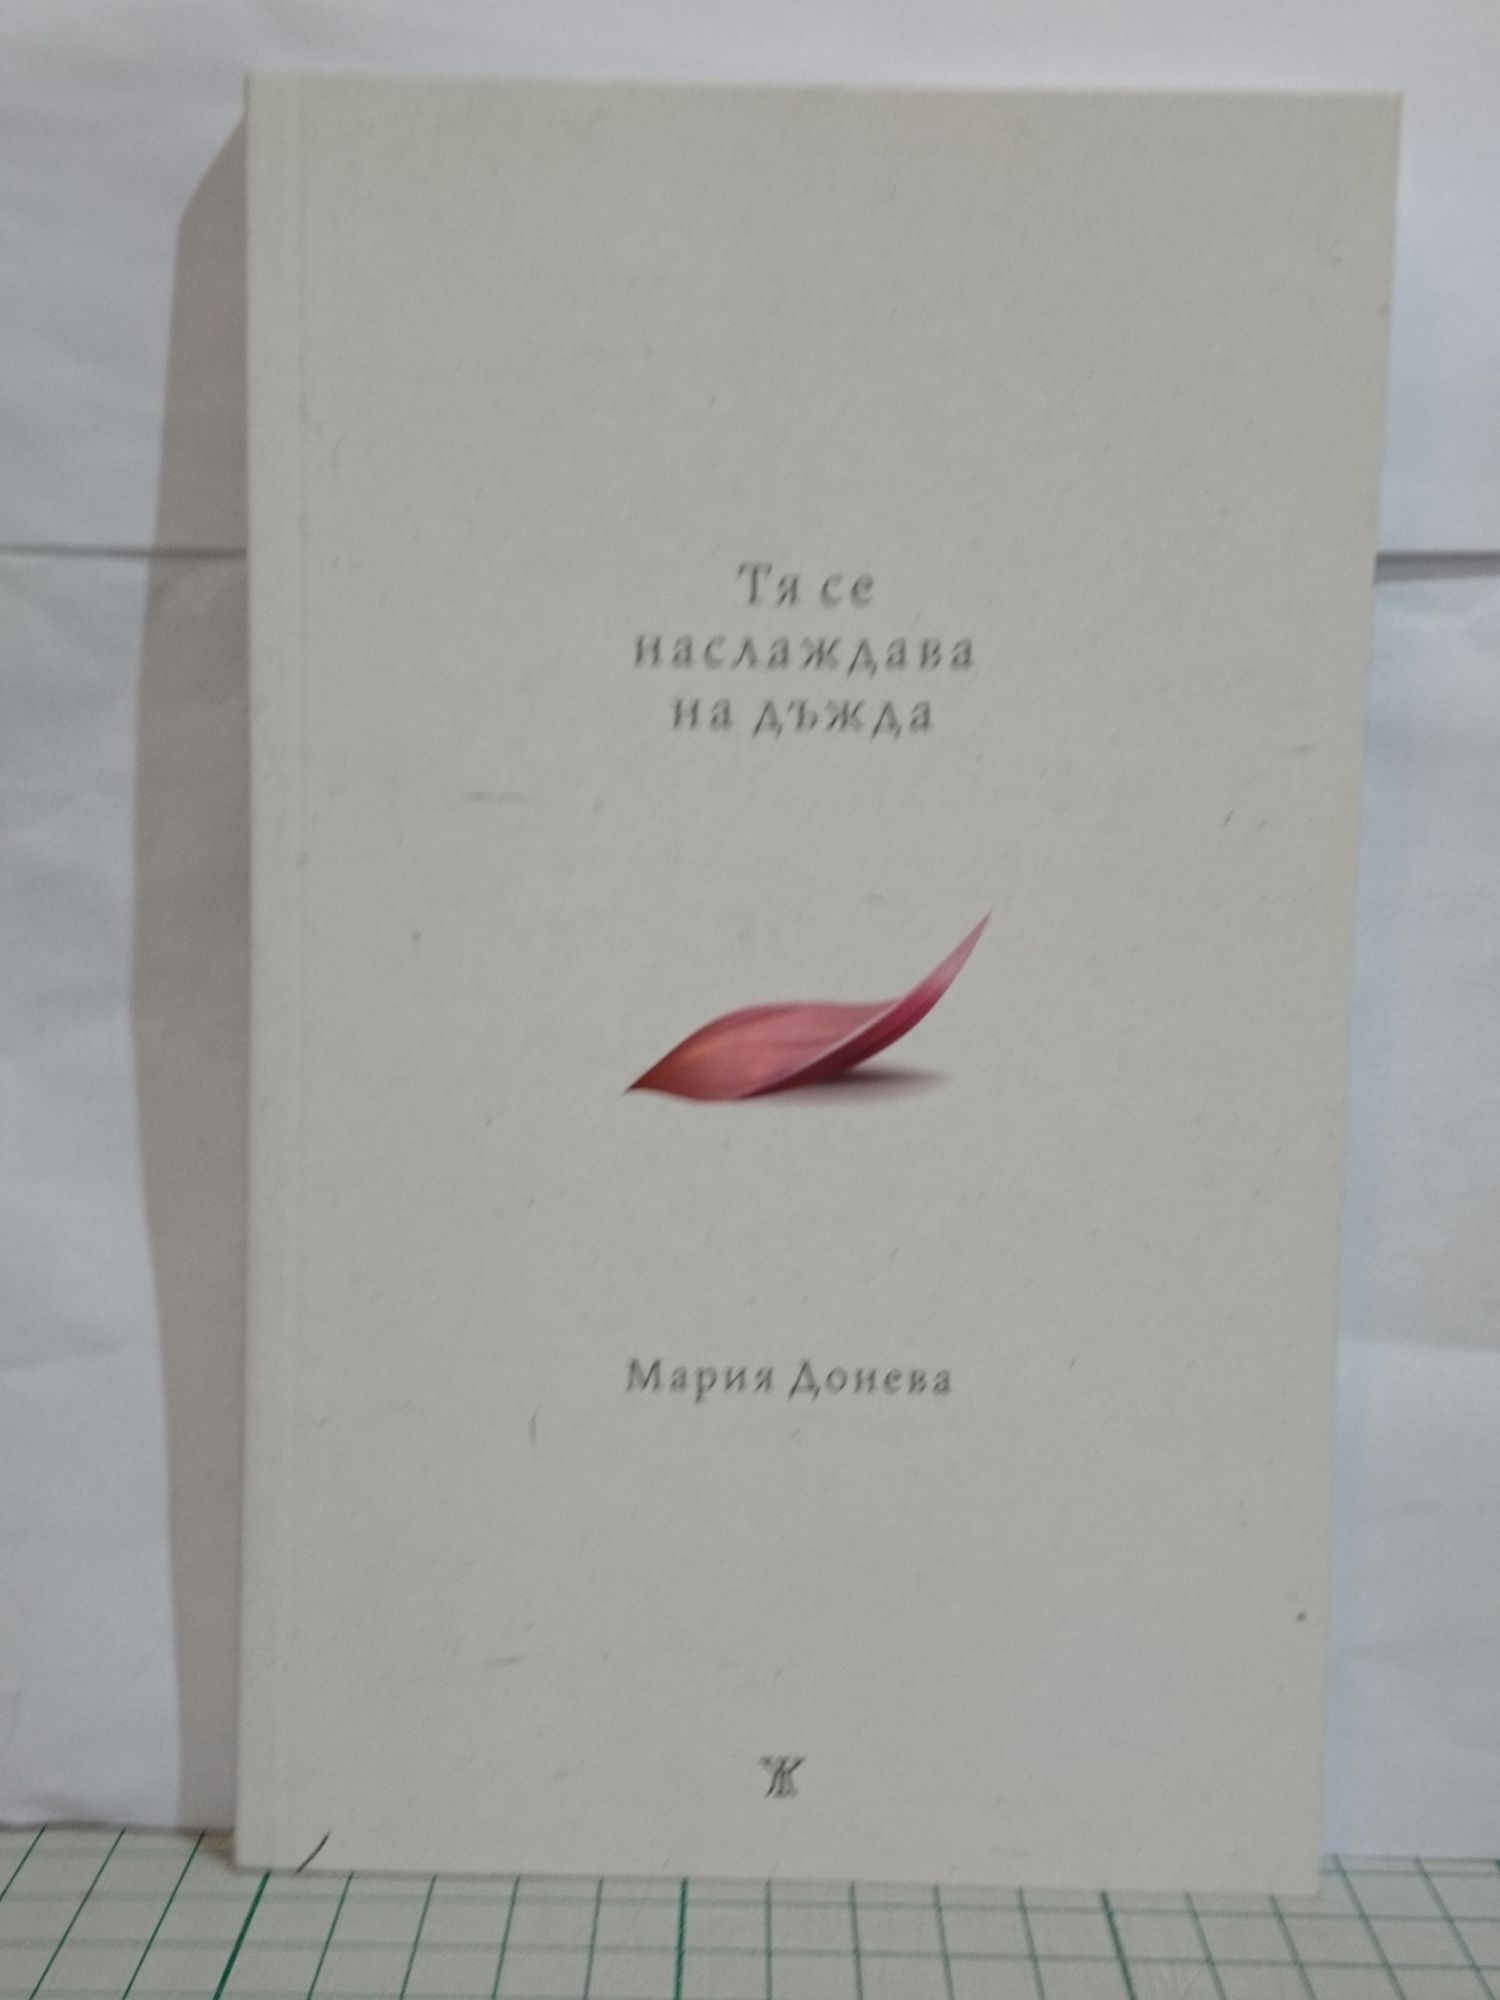 Тя се
наслаждава
на дъжда
Мария Донева
Ж